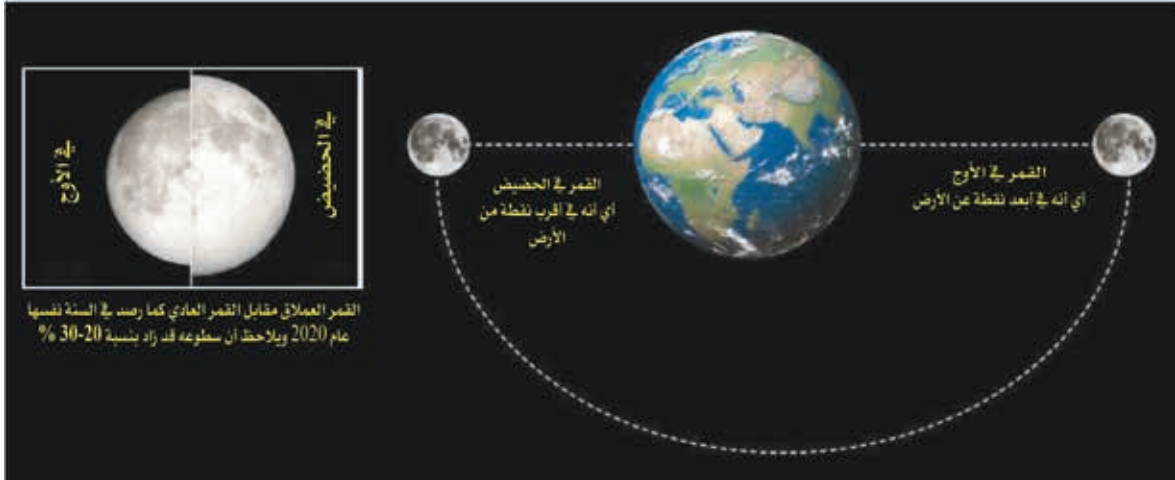 القمر في الأوج
أي أنه في أبعد نقطة عن الأرض
القمر في الحضيض
أي أنه في أقرب نقطة من
الأرض
في الحضيض
في الأوج
القمر العملاق مقابل القمر العادي كما رصد في السنة نفسها
عام 2020 ويلاحظ أن سطوعه قد زاد بنسبة 20-30 %